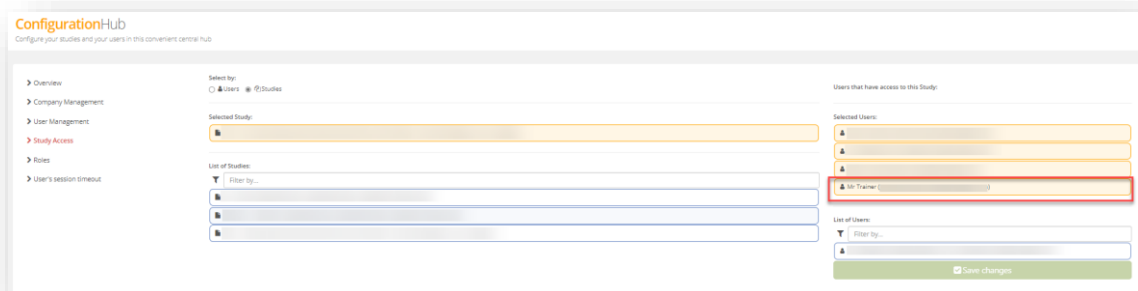 ConfigurationHub
Configure your studies and your users in this convenient central hub
Overview
Company Management
User Management
Study Access
Roles
User's session timeout
Select by:
Users Studies
Selected Study:
List of Studies:
Filter by...
Users that have access to this Study:
Selected Users:
Mr Trainer ( )
List of Users:
Filter by...
Save changes